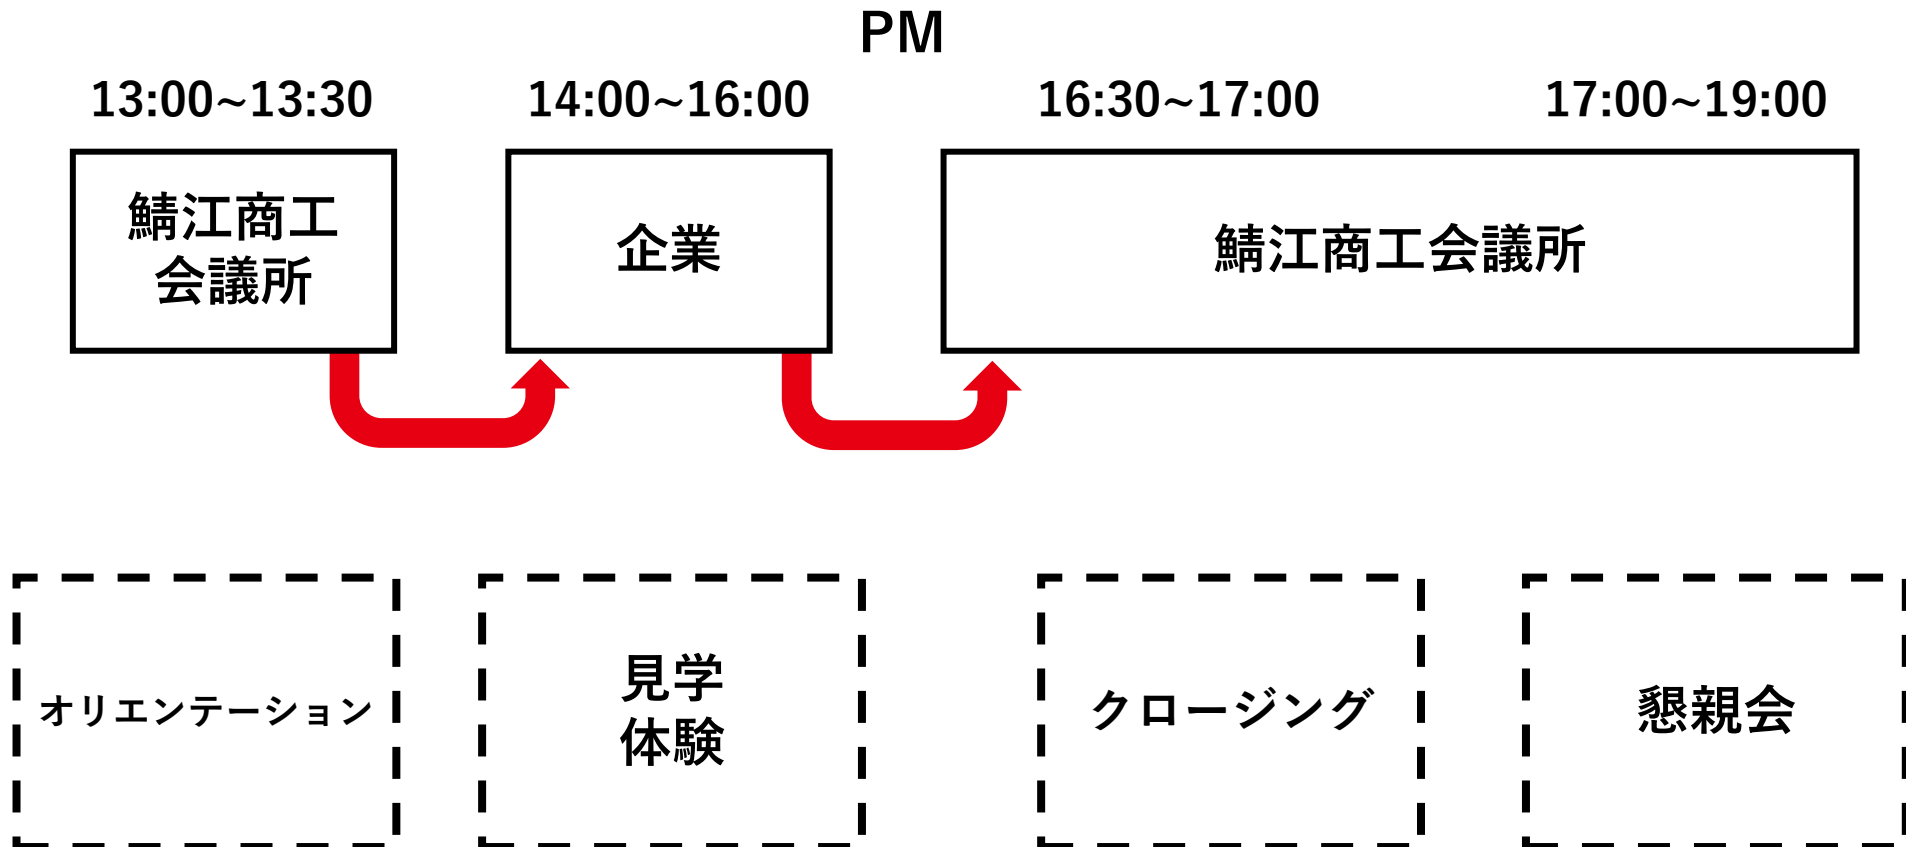 PM
13:00~13:30
14:00~16:00
16:30~17:00
17:00~19:00
鯖江商工
会議所
企業
鯖江商工会議所
オリエンテーション
見学
体験
クロージング
懇親会